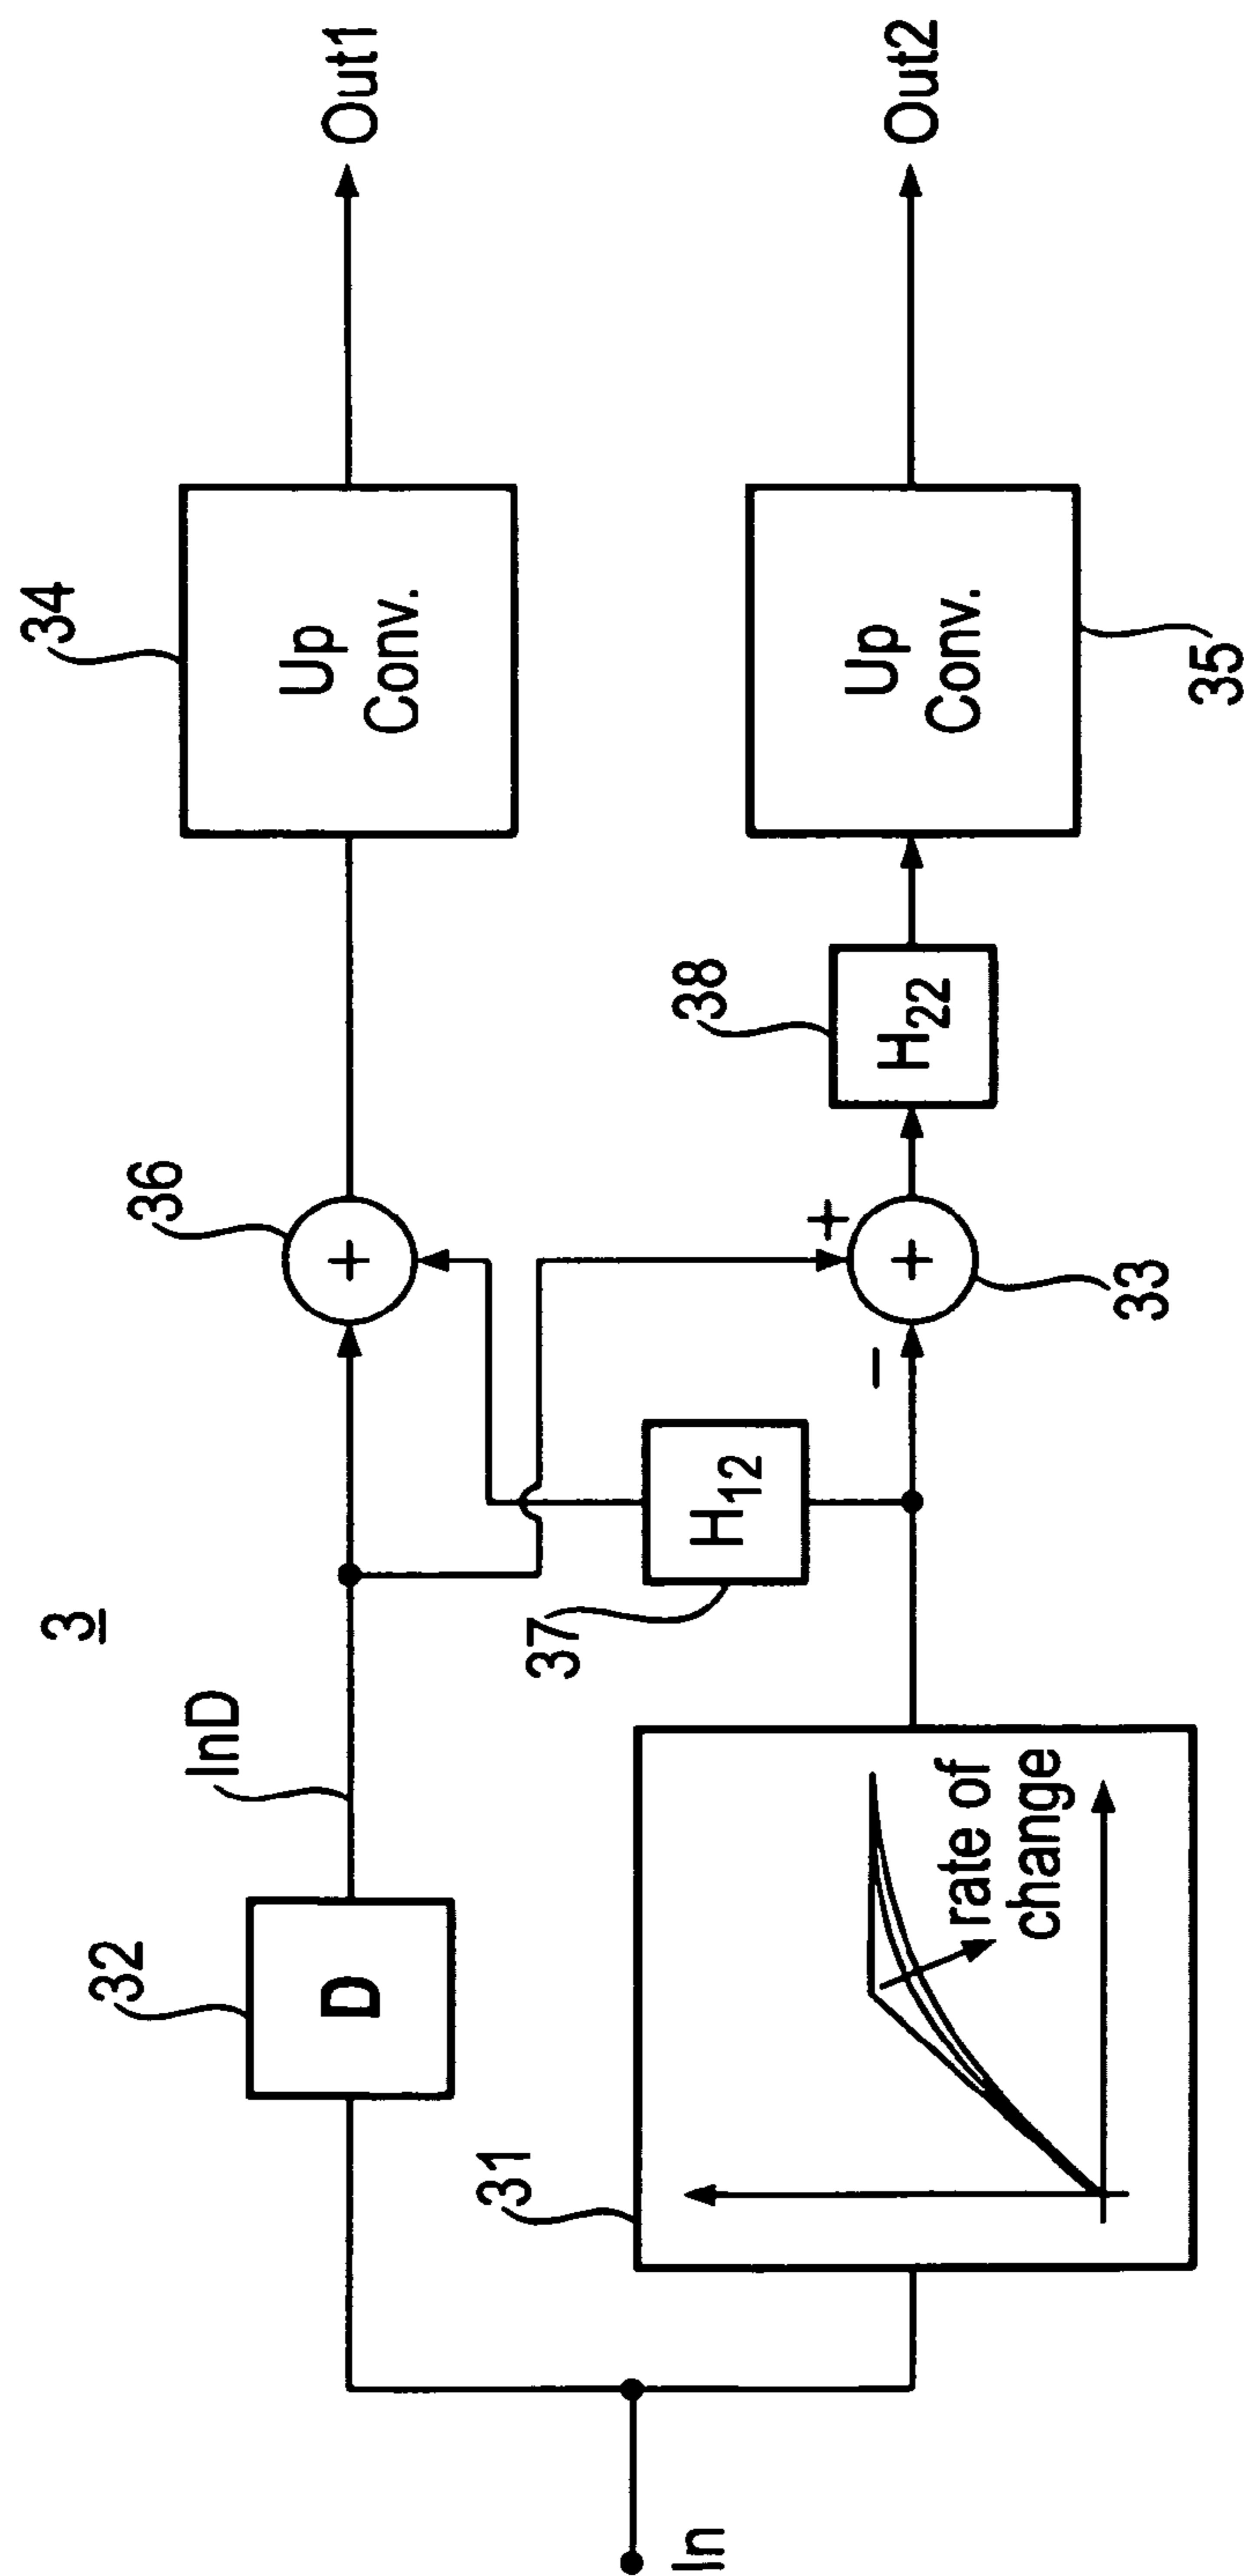 3
In
32
D
InD
31
rate of
change
37
H12
36
+
+
−
+
33
38
H22
34
Up
Conv.
Out1
Up
Conv.
35
Out2